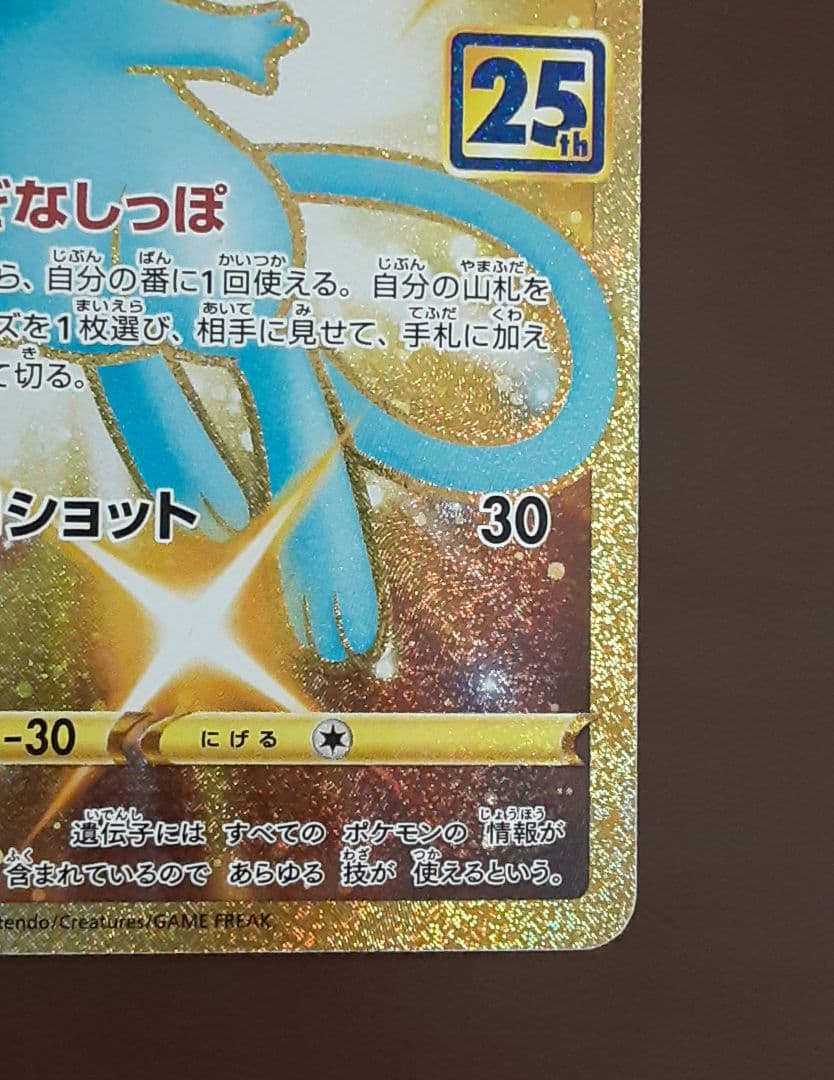 25th
なしっぽ
ら、自分の番に1回使える。自分の山札を
ズを1枚選び、相手に見せて、手札に加え
て切る。
ショット 30
-30 にげる
遺伝子には すべての ポケモンの 情報が
含まれているので あらゆる 技が 使えるという。
tendo/Creatures/GAME FREAK